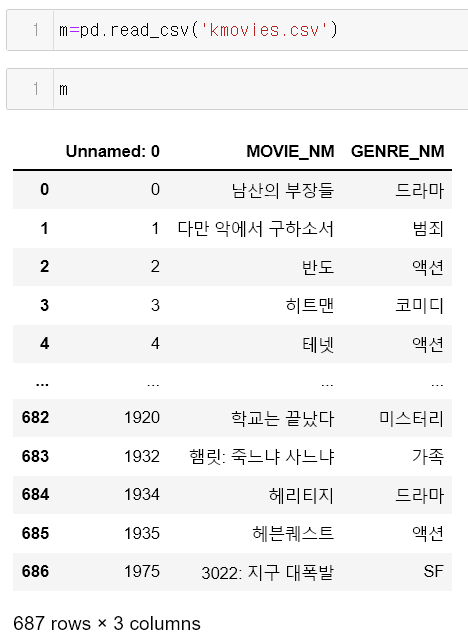 1 m=pd.read_csv('kmovies.csv')
1 m
Unnamed: 0 MOVIE_NM GENRE_NM
0 0 남산의 부장들 드라마
1 1 다만 악에서 구하소서 범죄
2 2 반도 액션
3 3 히트맨 코미디
4 4 테넷 액션
... ... ... ...
682 1920 학교는 끝났다 미스터리
683 1932 햄릿: 죽느냐 사느냐 가족
684 1934 헤리티지 드라마
685 1935 헤븐퀘스트 액션
686 1975 3022: 지구 대폭발 SF
687 rows × 3 columns